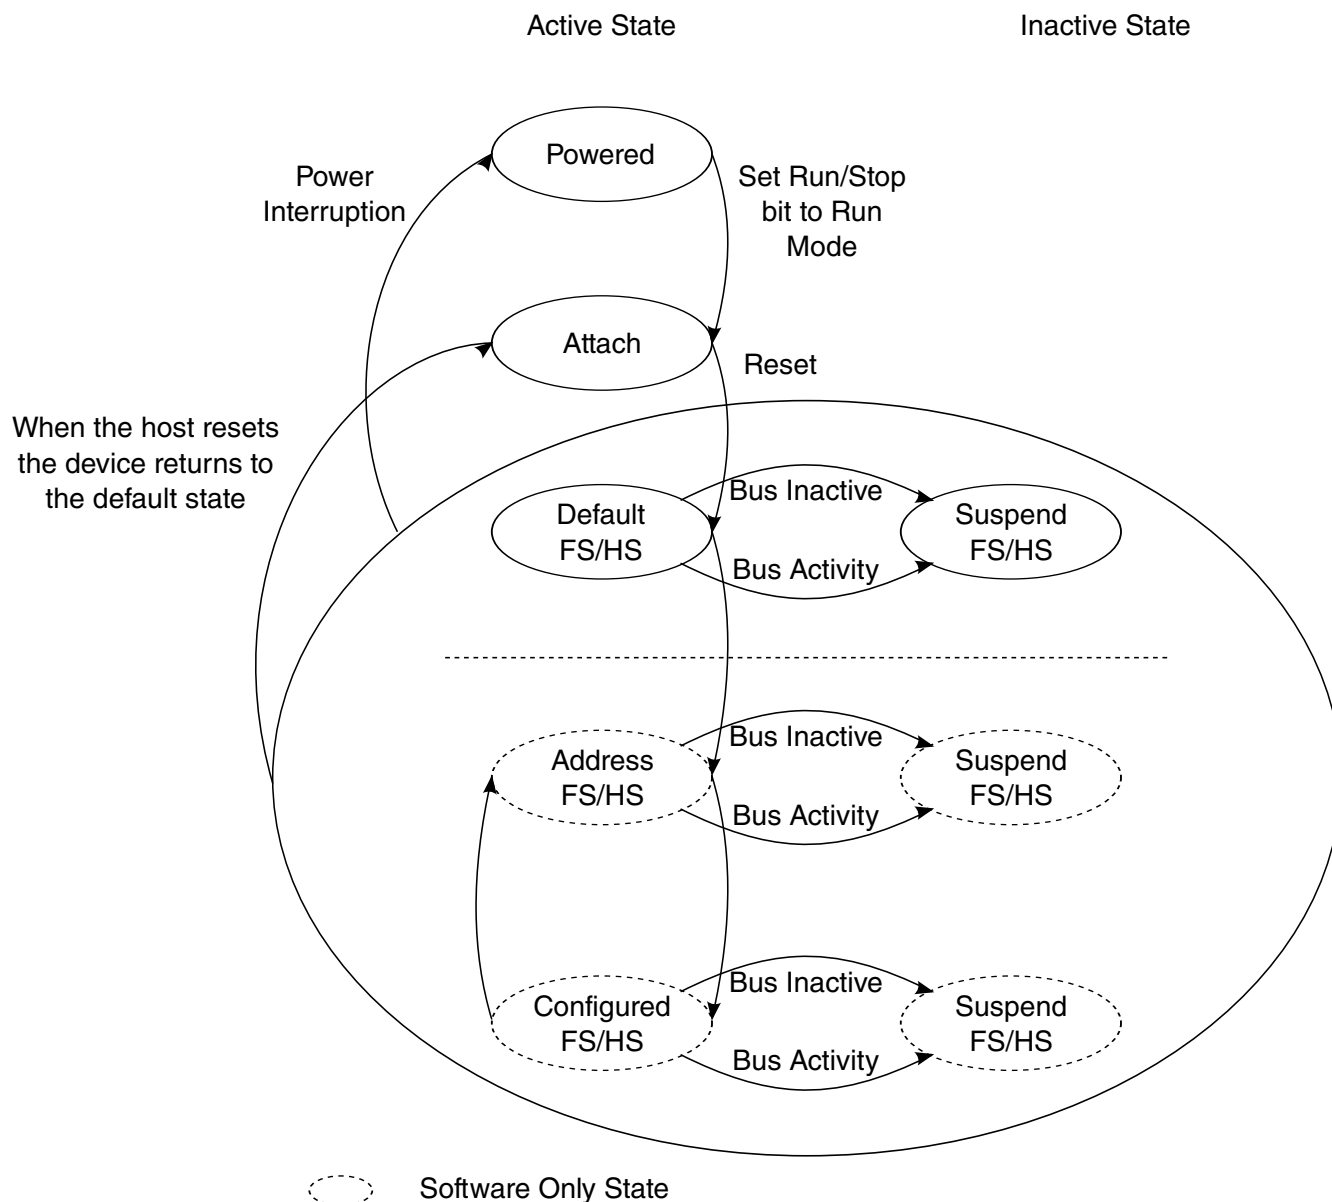 Active State
Inactive State
Powered
Power
Interruption
Set Run/Stop
bit to Run
Mode
Attach
Reset
When the host resets
the device returns to
the default state
Default
FS/HS
Bus Inactive
Bus Activity
Suspend
FS/HS
Address
FS/HS
Bus Inactive
Bus Activity
Suspend
FS/HS
Configured
FS/HS
Bus Inactive
Bus Activity
Suspend
FS/HS
Software Only State